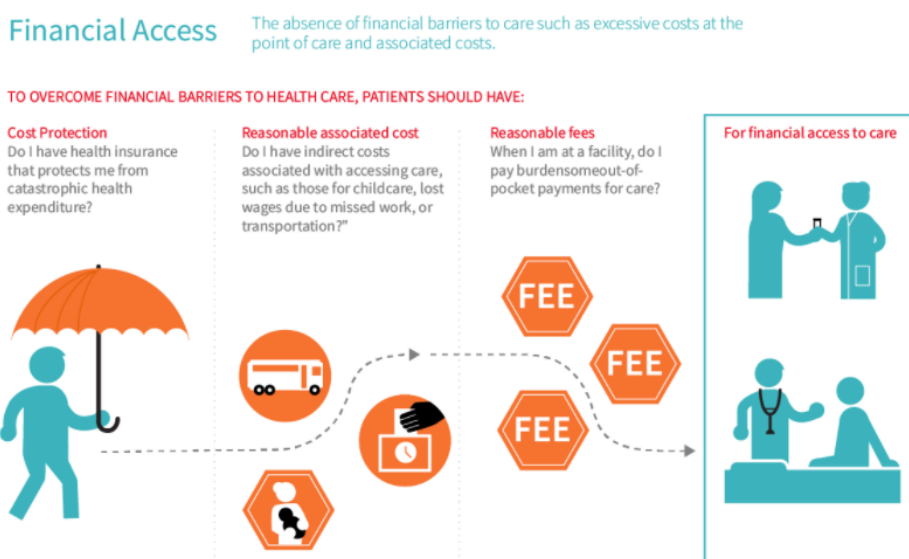 Financial Access
The absence of financial barriers to care such as excessive costs at the
point of care and associated costs.
TO OVERCOME FINANCIAL BARRIERS TO HEALTH CARE, PATIENTS SHOULD HAVE:
Cost Protection
Do I have health insurance
that protects me from
catastrophic health
expenditure?
Reasonable associated cost
Do I have indirect costs
associated with accessing care,
such as those for childcare, lost
wages due to missed work, or
transportation?”
Reasonable fees
When I am at a facility, do I
pay burdensomeout-of-
pocket payments for care?
For financial access to care
FEE
FEE
FEE